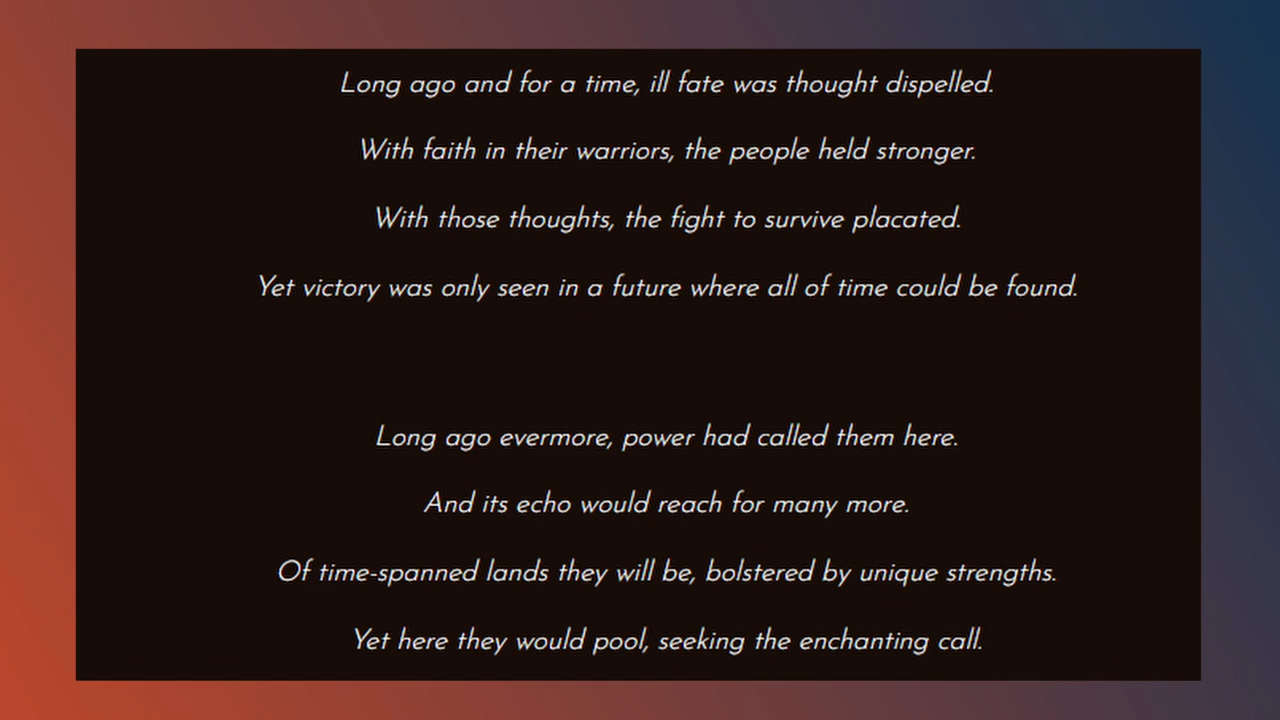 Long ago and for a time, ill fate was thought dispelled.
With faith in their warriors, the people held stronger.
With those thoughts, the fight to survive placated.
Yet victory was only seen in a future where all of time could be found.
Long ago evermore, power had called them here.
And its echo would reach for many more.
Of time-spanned lands they will be, bolstered by unique strengths.
Yet here they would pool, seeking the enchanting call.